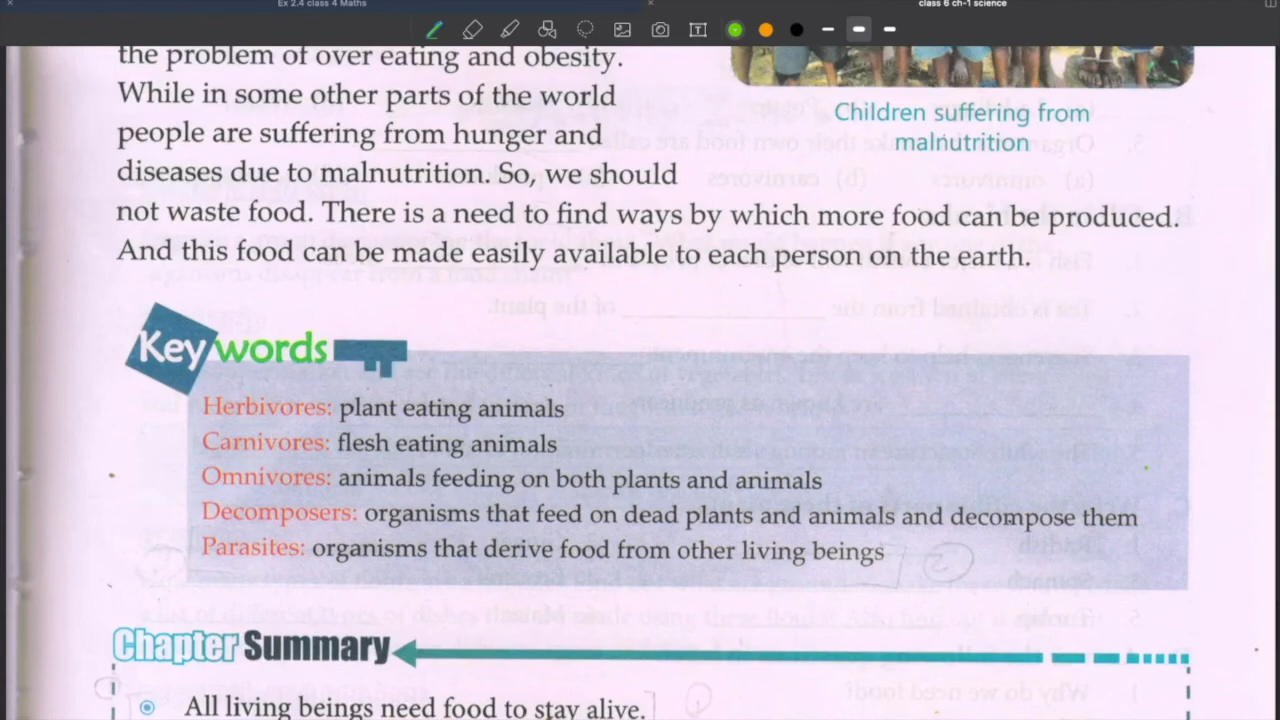 Ex 2.4 class 4 Maths
class 6 ch-1 science
the problem of over eating and obesity.
While in some other parts of the world
people are suffering from hunger and
diseases due to malnutrition. So, we should
not waste food. There is a need to find ways by which more food can be produced.
And this food can be made easily available to each person on the earth.
Children suffering from
malnutrition
Key words
Herbivores: plant eating animals
Carnivores: flesh eating animals
Omnivores: animals feeding on both plants and animals
Decomposers: organisms that feed on dead plants and animals and decompose them
Parasites: organisms that derive food from other living beings
Chapter Summary
All living beings need food to stay alive.